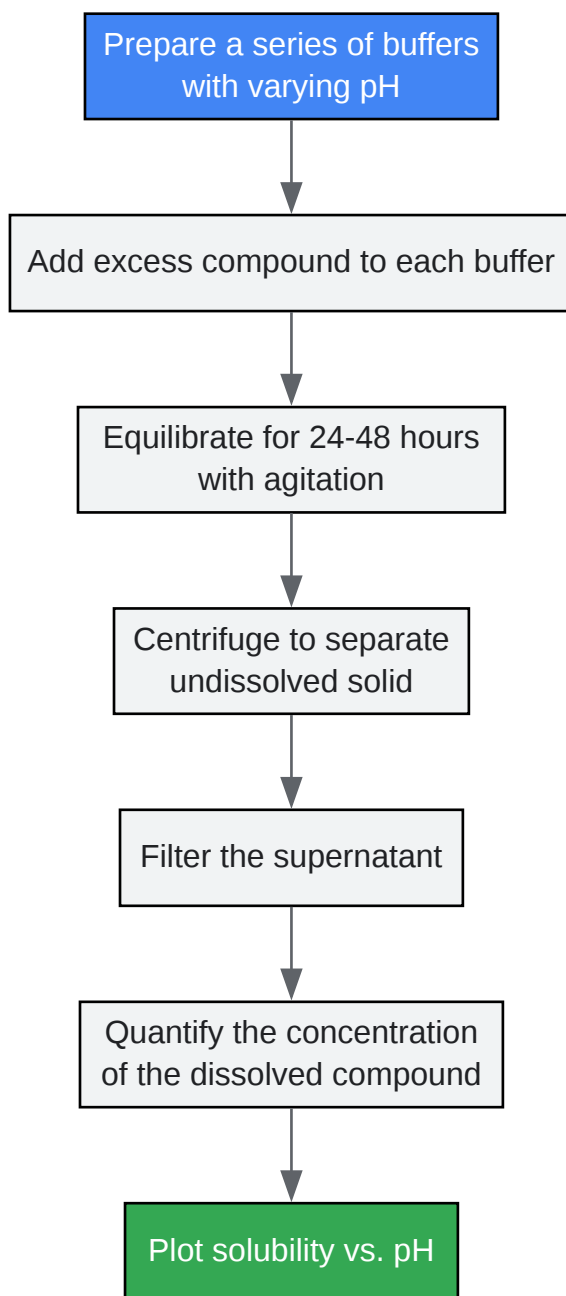 Prepare a series of buffers
with varying pH
Add excess compound to each buffer
Equilibrate for 24-48 hours
with agitation
Centrifuge to separate
undissolved solid
Filter the supernatant
Quantify the concentration
of the dissolved compound
Plot solubility vs. pH